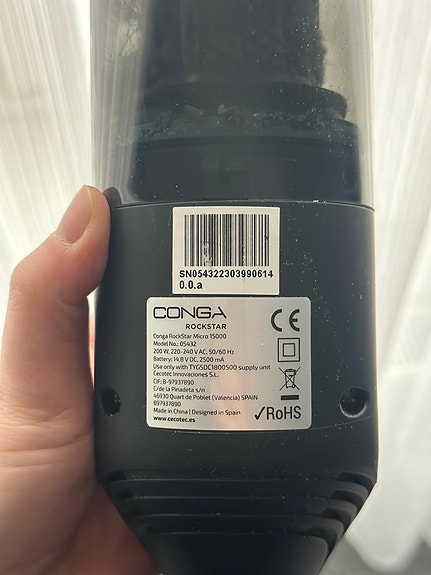 SN054322303990614
0.0.a
CONGA
ROCKSTAR
Conga RockStar Micro 15000
Model No.: 05432
200 W, 220-240 V AC, 50/60 Hz
Battery: 14,8 V DC, 2500 mA
Use only with TYGSDC1800500 supply unit
Cecotec Innovaciones S.L.
CIF: B-97937890
C/de la Pinadeta s/n
46930 Quart de Poblet (Valencia) SPAIN
B97937890
Made in China | Designed in Spain
www.cecotec.es
CE
✓RoHS